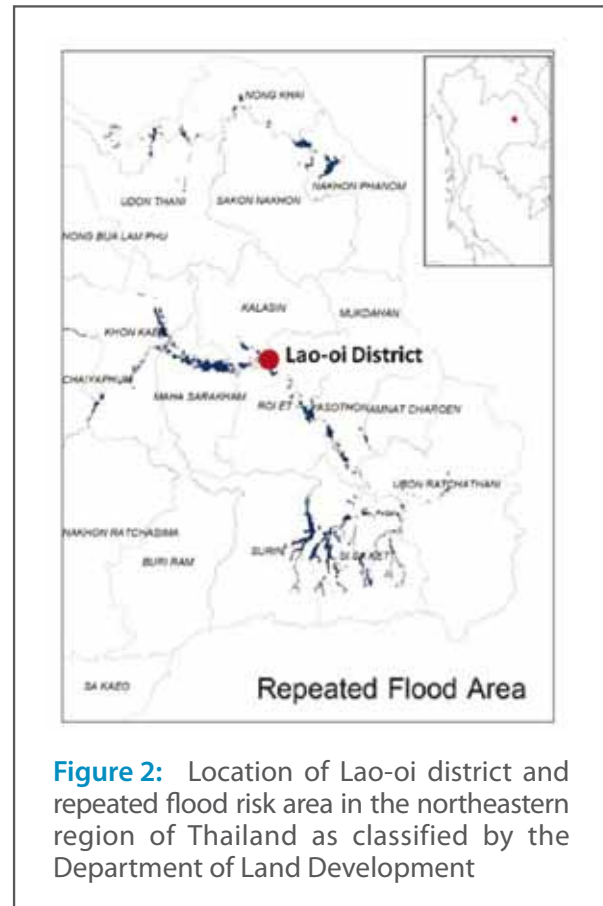 NONG KHAI
NAKHON PHANOM
UDON THANI
SAKON NAKHON
NONG BUA LAM PHU
KALASIN
MUKDAHAN
KHON KAEN
Lao-oi District
CHAIYAPHUM
MAHA SARAKHAM
ROI ET
YASOTHON
AMNAT CHAROEN
UBON RATCHATHANI
NAKHON RATCHASIMA
BURI RAM
SURIN
SI SA KET
SA KAEO
Repeated Flood Area
Figure 2: Location of Lao-oi district and
repeated flood risk area in the northeastern
region of Thailand as classified by the
Department of Land Development